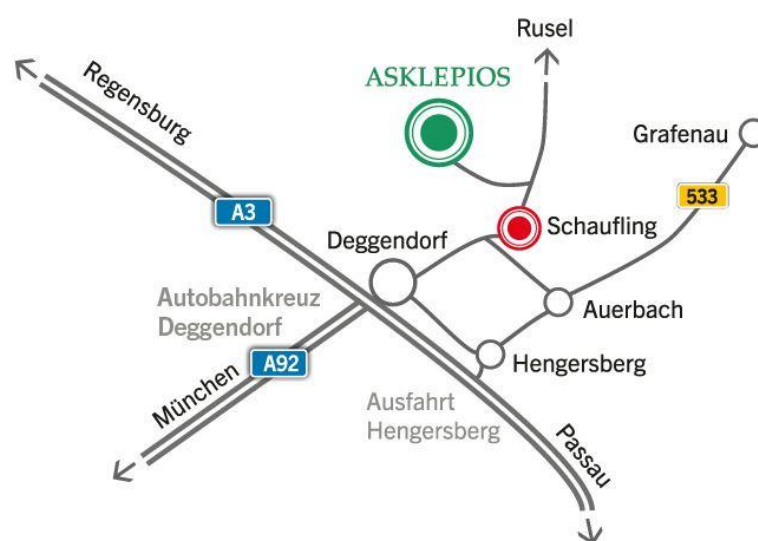 Rusel
ASKLEPIOS
Regensburg
Grafenau
533
A3
Schaufling
Deggendorf
Autobahnkreuz
Deggendorf
Auerbach
A92
München
Hengersberg
Ausfahrt
Hengersberg
Passau